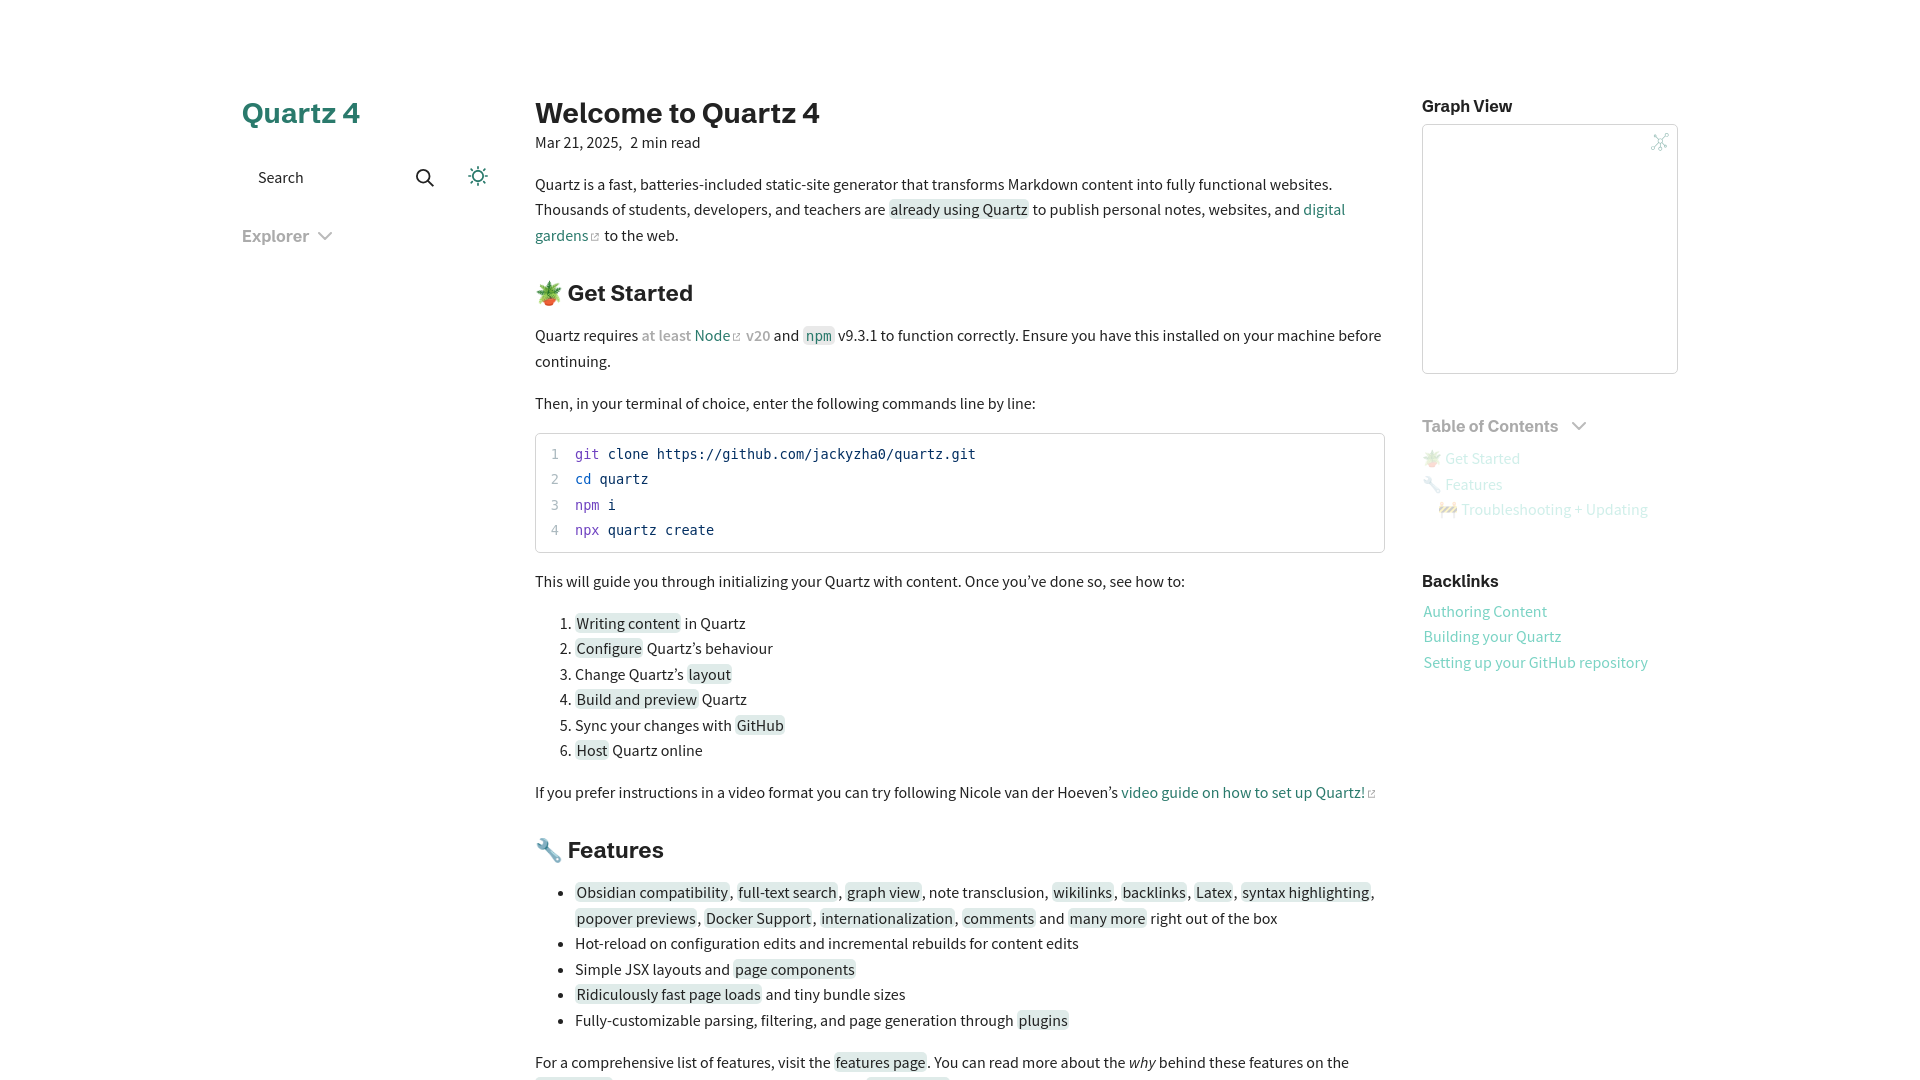 Quartz 4
Search
Explorer
Welcome to Quartz 4
Mar 21, 2025, 2 min read
Quartz is a fast, batteries-included static-site generator that transforms Markdown content into fully functional websites.
Thousands of students, developers, and teachers are already using Quartz to publish personal notes, websites, and digital
gardens to the web.
🪴 Get Started
Quartz requires at least Node v20 and npm v9.3.1 to function correctly. Ensure you have this installed on your machine before
continuing.
Then, in your terminal of choice, enter the following commands line by line:
1 git clone https://github.com/jackyzha0/quartz.git
2 cd quartz
3 npm i
4 npx quartz create
This will guide you through initializing your Quartz with content. Once you’ve done so, see how to:
1. Writing content in Quartz
2. Configure Quartz’s behaviour
3. Change Quartz’s layout
4. Build and preview Quartz
5. Sync your changes with GitHub
6. Host Quartz online
If you prefer instructions in a video format you can try following Nicole van der Hoeven’s video guide on how to set up Quartz!
🔧 Features
• Obsidian compatibility, full-text search, graph view, note transclusion, wikilinks, backlinks, Latex, syntax highlighting,
popover previews, Docker Support, internationalization, comments and many more right out of the box
• Hot-reload on configuration edits and incremental rebuilds for content edits
• Simple JSX layouts and page components
• Ridiculously fast page loads and tiny bundle sizes
• Fully-customizable parsing, filtering, and page generation through plugins
For a comprehensive list of features, visit the features page. You can read more about the why behind these features on the
Graph View
Table of Contents
🪴 Get Started
🔧 Features
🚧 Troubleshooting + Updating
Backlinks
Authoring Content
Building your Quartz
Setting up your GitHub repository